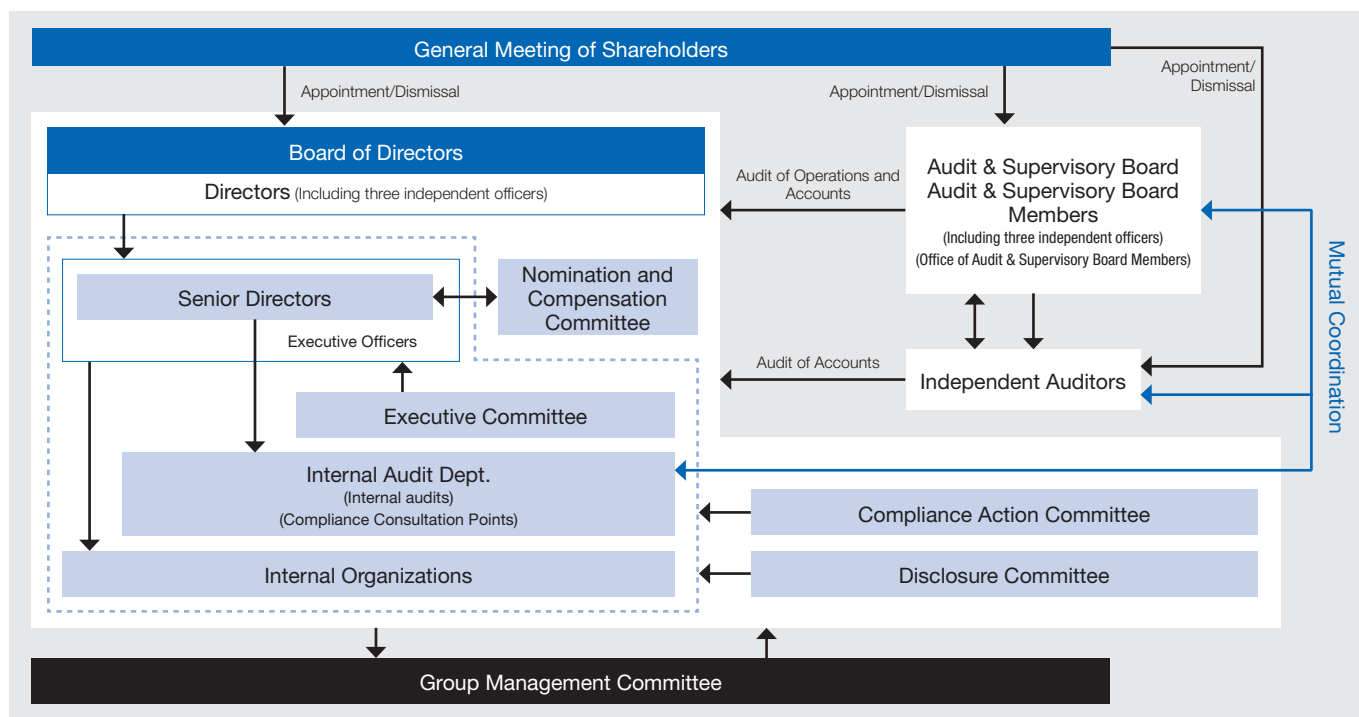 General Meeting of Shareholders
Appointment/Dismissal
Appointment/Dismissal
Appointment/
Dismissal
Board of Directors
Directors (Including three independent officers)
Audit of Operations and
Accounts
Audit & Supervisory Board
Audit & Supervisory Board
Members
(Including three independent officers)
(Office of Audit & Supervisory Board Members)
Mutual Coordination
Senior Directors
Executive Officers
Nomination and
Compensation
Committee
Audit of Accounts
Independent Auditors
Executive Committee
Internal Audit Dept.
(Internal audits)
(Compliance Consultation Points)
Compliance Action Committee
Internal Organizations
Disclosure Committee
Group Management Committee